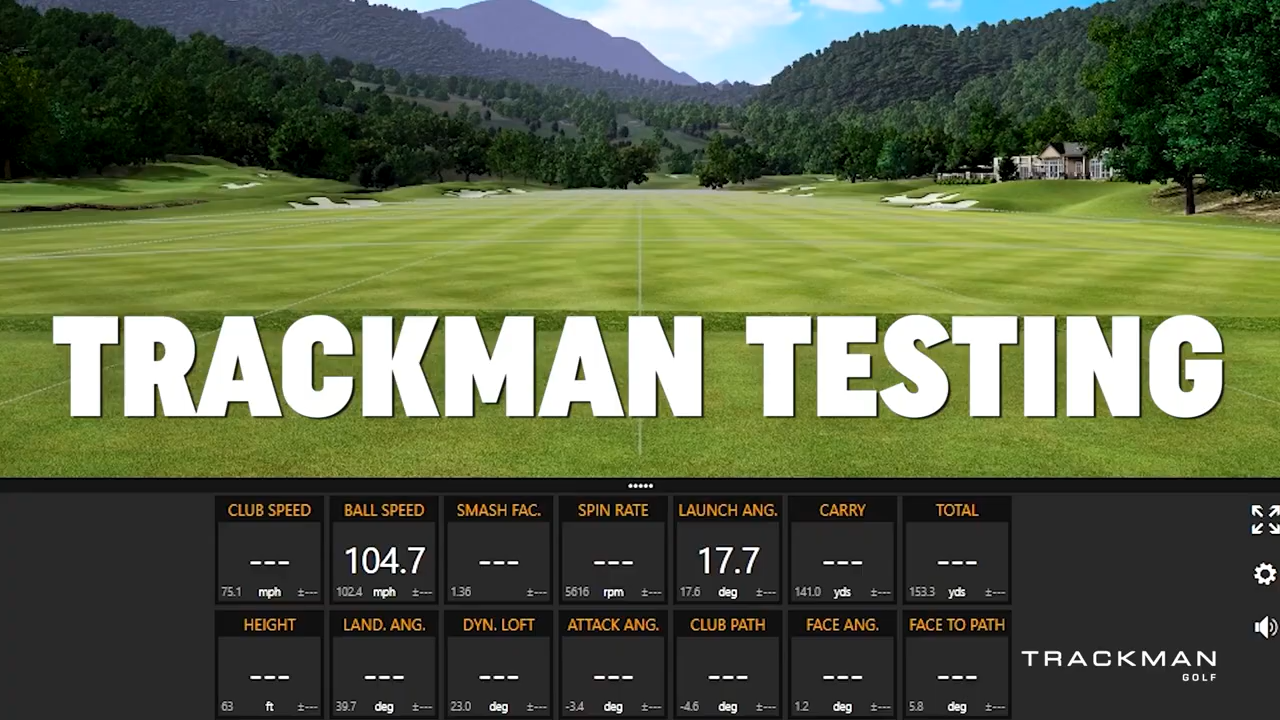 TRACKMAN TESTING
CLUB SPEED BALL SPEED SMASH FAC. SPIN RATE LAUNCH ANG. CARRY TOTAL
--- 104.7 --- --- 17.7 --- ---
75.1 mph ±--- 102.4 mph ±--- 1.36 ±--- 5616 rpm ±--- 17.6 deg ±--- 141.0 yds ±--- 153.3 yds ±---
HEIGHT LAND. ANG. DYN. LOFT ATTACK ANG. CLUB PATH FACE ANG. FACE TO PATH
--- --- --- --- --- --- ---
63 ft ±--- 39.7 deg ±--- 23.0 deg ±--- -3.4 deg ±--- -4.6 deg ±--- 1.2 deg ±--- 5.8 deg ±---
TRACKMAN
GOLF